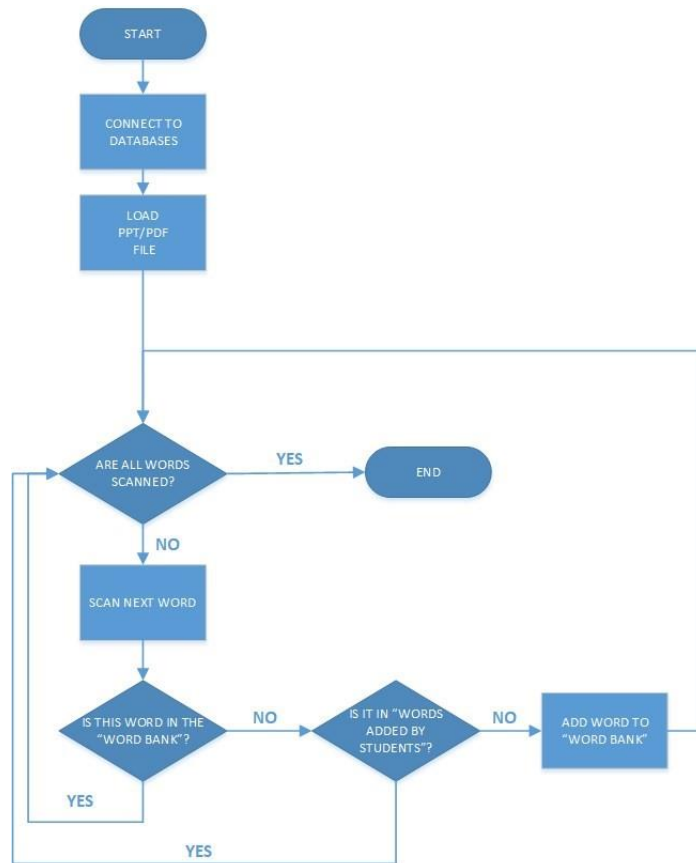 START
CONNECT TO
DATABASES
LOAD
PPT/PDF
FILE
ARE ALL WORDS
SCANNED?
YES
END
NO
SCAN NEXT WORD
IS THIS WORD IN THE
“WORD BANK”?
NO
IS IT IN “WORDS
ADDED BY
STUDENTS”?
NO
ADD WORD TO
“WORD BANK”
YES
YES